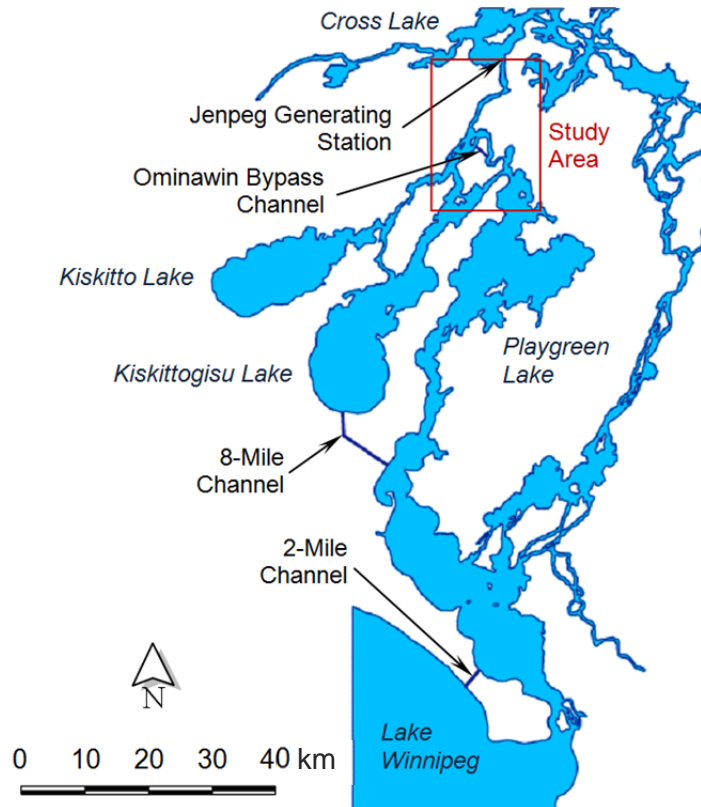 Cross Lake
Jenpeg Generating
Station
Study
Area
Ominawin Bypass
Channel
Kiskitto Lake
Playgreen
Lake
Kiskittogisu Lake
8-Mile
Channel
2-Mile
Channel
N
Lake
Winnipeg
0 10 20 30 40 km